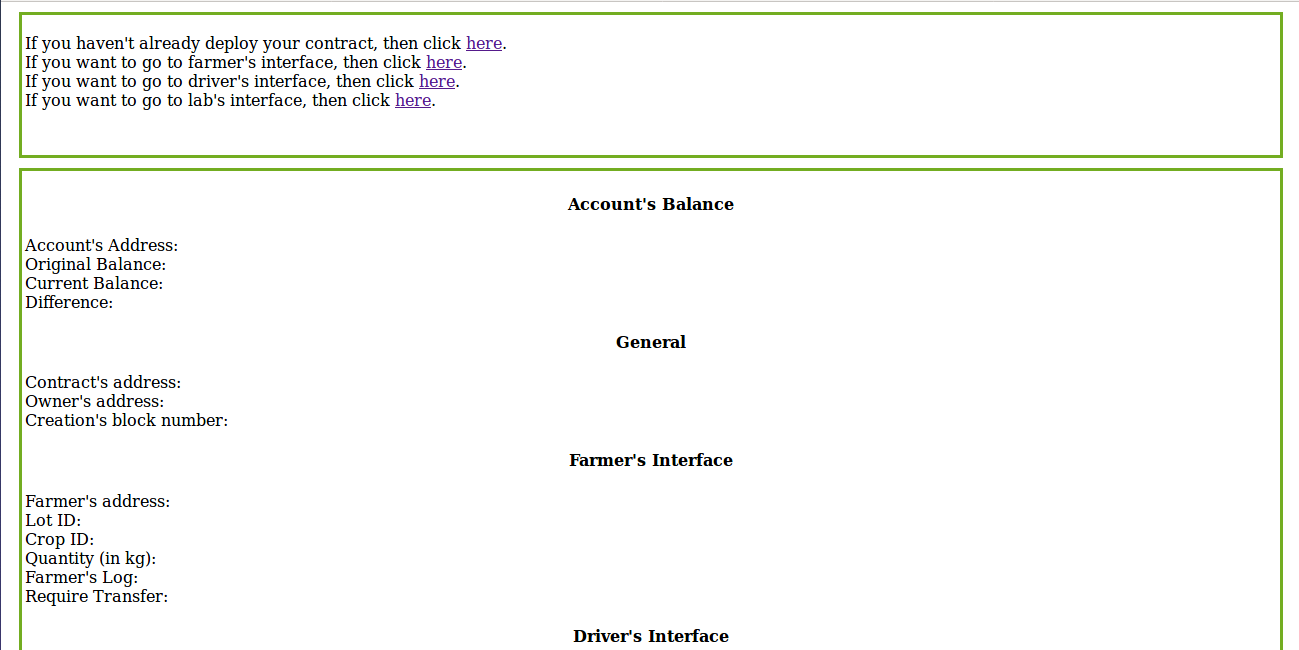 If you haven't already deploy your contract, then click here.
If you want to go to farmer's interface, then click here.
If you want to go to driver's interface, then click here.
If you want to go to lab's interface, then click here.
Account's Balance
Account's Address:
Original Balance:
Current Balance:
Difference:
General
Contract's address:
Owner's address:
Creation's block number:
Farmer's Interface
Farmer's address:
Lot ID:
Crop ID:
Quantity (in kg):
Farmer's Log:
Require Transfer:
Driver's Interface